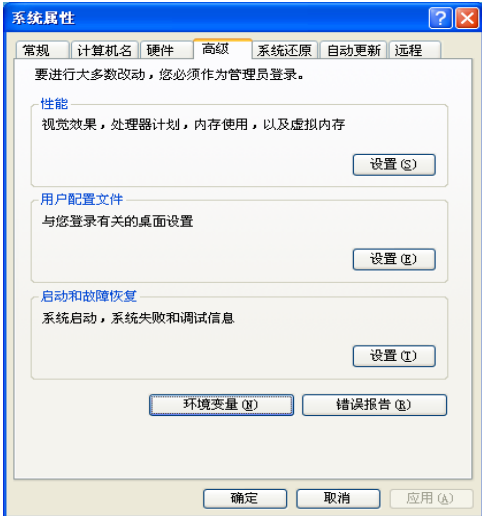 系统属性
常规 计算机名 硬件 高级 系统还原 自动更新 远程
要进行大多数改动，您必须作为管理员登录。
性能
视觉效果，处理器计划，内存使用，以及虚拟内存
设置(S)
用户配置文件
与您登录有关的桌面设置
设置(E)
启动和故障恢复
系统启动，系统失败和调试信息
设置(T)
环境变量(N) 错误报告(R)
确定 取消 应用(A)